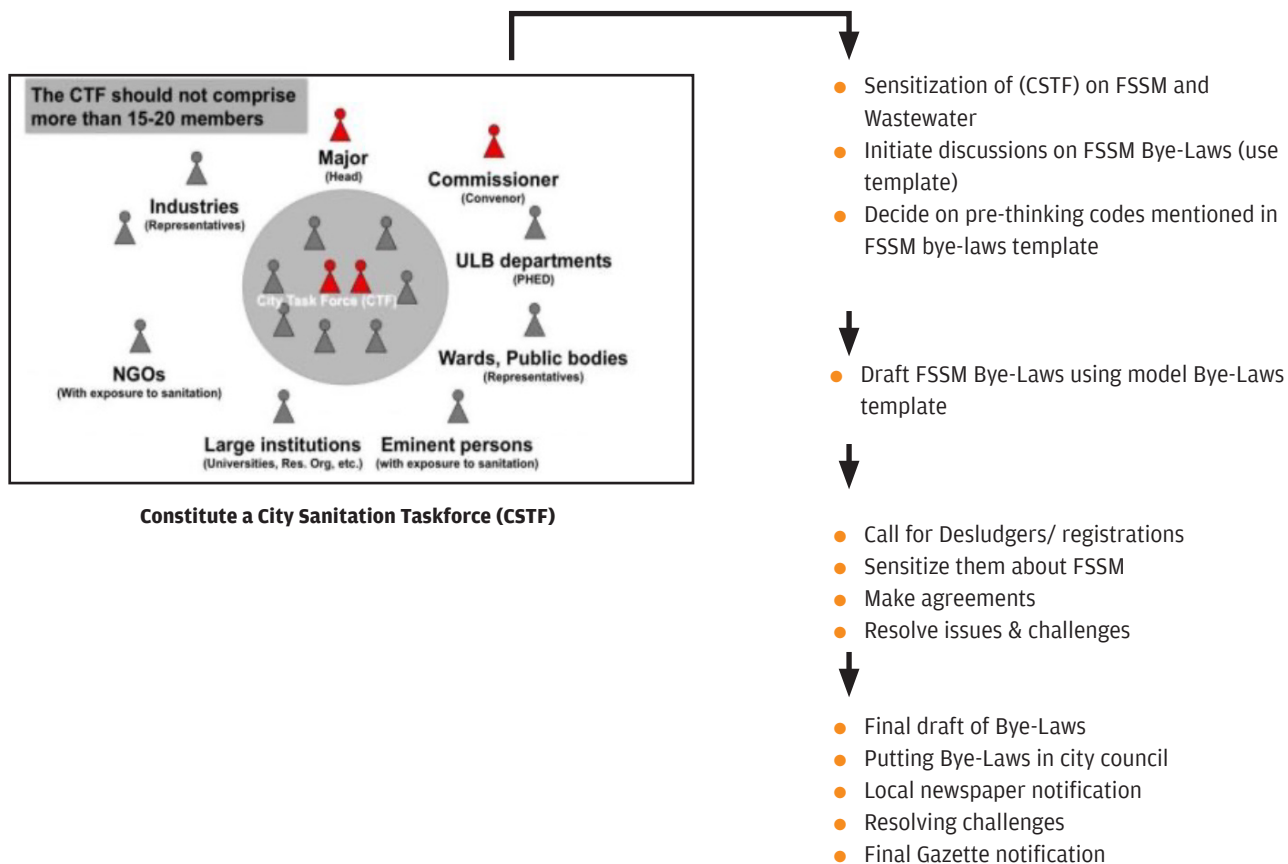 The CTF should not comprise
more than 15-20 members
Major
(Head)
Commissioner
(Convenor)
Industries
(Representatives)
ULB departments
(PHED)
City Task Force (CTF)
Wards, Public bodies
(Representatives)
NGOs
(With exposure to sanitation)
Large institutions
(Universities, Res. Org, etc.)
Eminent persons
(with exposure to sanitation)
Constitute a City Sanitation Taskforce (CSTF)
Sensitization of (CSTF) on FSSM and
Wastewater
Initiate discussions on FSSM Bye-Laws (use
template)
Decide on pre-thinking codes mentioned in
FSSM bye-laws template
Draft FSSM Bye-Laws using model Bye-Laws
template
Call for Desludgers/ registrations
Sensitize them about FSSM
Make agreements
Resolve issues & challenges
Final draft of Bye-Laws
Putting Bye-Laws in city council
Local newspaper notification
Resolving challenges
Final Gazette notification